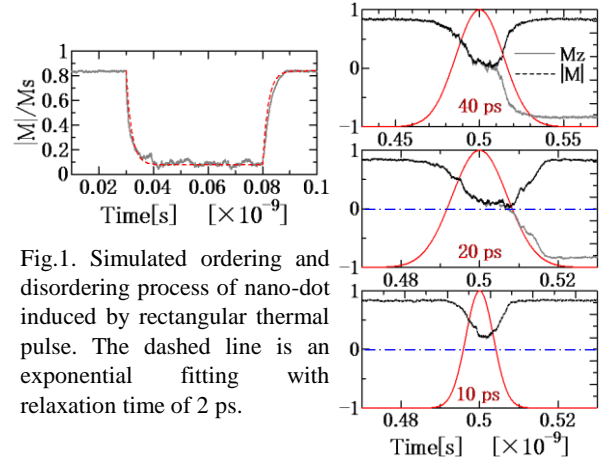 1
0.8
0.6
0.4
0.2
0
|M|/Ms
0.02 0.04 0.06 0.08 0.1
Time[s] [×10⁻⁹]
Fig.1. Simulated ordering and
disordering process of nano-dot
induced by rectangular thermal
pulse. The dashed line is an
exponential fitting with
relaxation time of 2 ps.
1
Mz
|M|
0
40 ps
−1
0.45 0.5 0.55
1
0
20 ps
−1
0.48 0.5 0.52
1
0
10 ps
−1
0.48 0.5 0.52
Time[s] [×10⁻⁹]